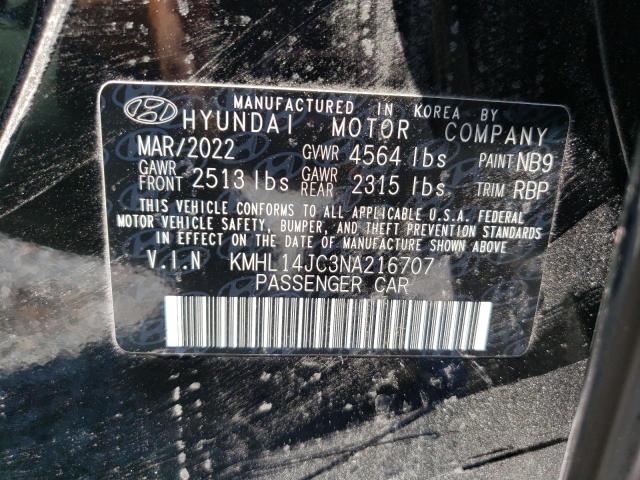 MANUFACTURED IN KOREA BY
HYUNDAI MOTOR COMPANY
MAR/2022 GVWR 4564 lbs PAINT NB9
GAWR FRONT 2513 lbs GAWR REAR 2315 lbs TRIM RBP
THIS VEHICLE CONFORMS TO ALL APPLICABLE U.S.A. FEDERAL
MOTOR VEHICLE SAFETY, BUMPER, AND THEFT PREVENTION STANDARDS
IN EFFECT ON THE DATE OF MANUFACTURE SHOWN ABOVE.
V.I.N KMHL14JC3NA216707
PASSENGER CAR